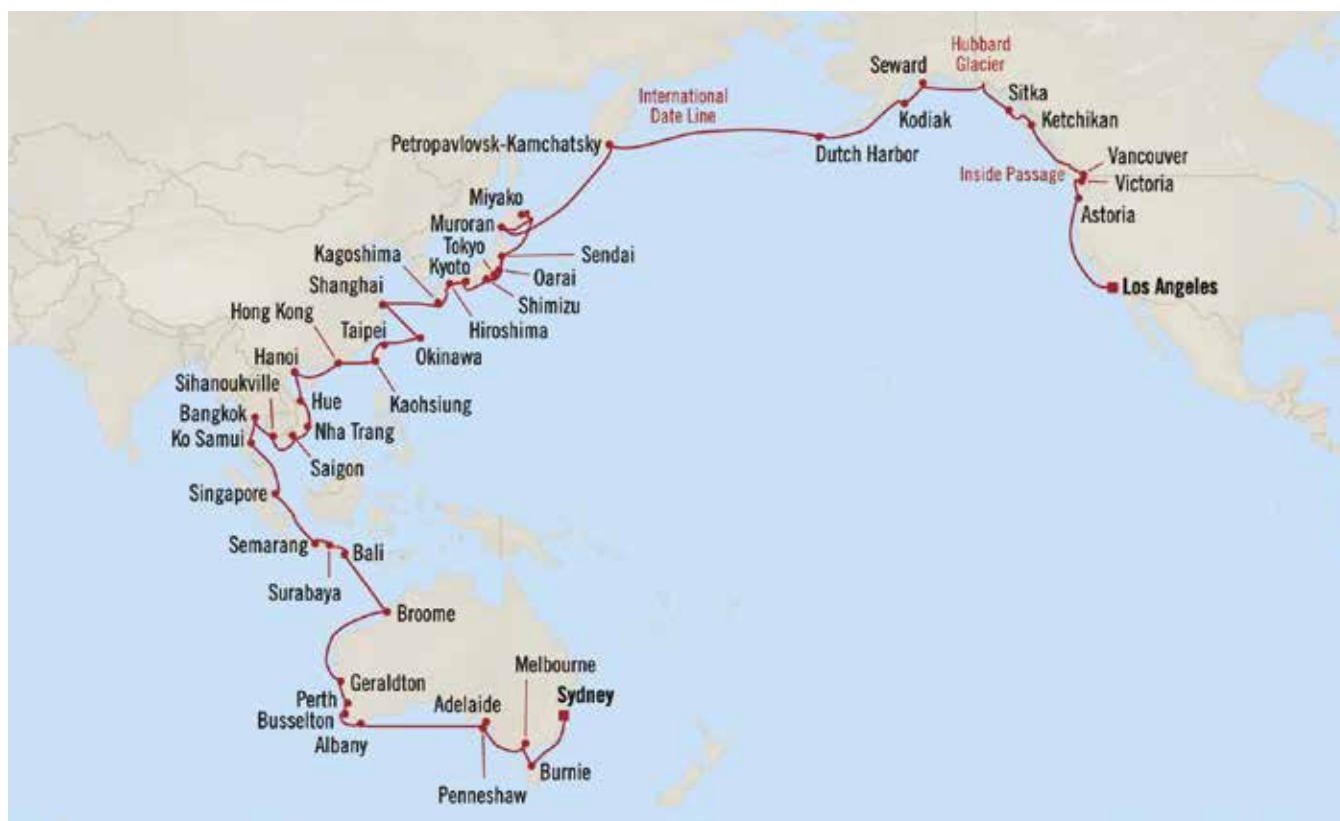 Seward
Hubbard
Glacier
Sitka
Ketchikan
International
Date Line
Kodiak
Petropavlovsk-Kamchatsky
Dutch Harbor
Vancouver
Inside Passage
Victoria
Astoria
Miyako
Muroran
Tokyo
Sendai
Kagoshima
Kyoto
Oarai
Shanghai
Shimizu
Los Angeles
Hong Kong
Taipei
Hiroshima
Okinawa
Hanoi
Sihanoukville
Kaohsiung
Hue
Bangkok
Nha Trang
Ko Samui
Saigon
Singapore
Semarang
Bali
Surabaya
Broome
Melbourne
Geraldton
Sydney
Perth
Adelaide
Busselton
Albany
Burnie
Penneshaw